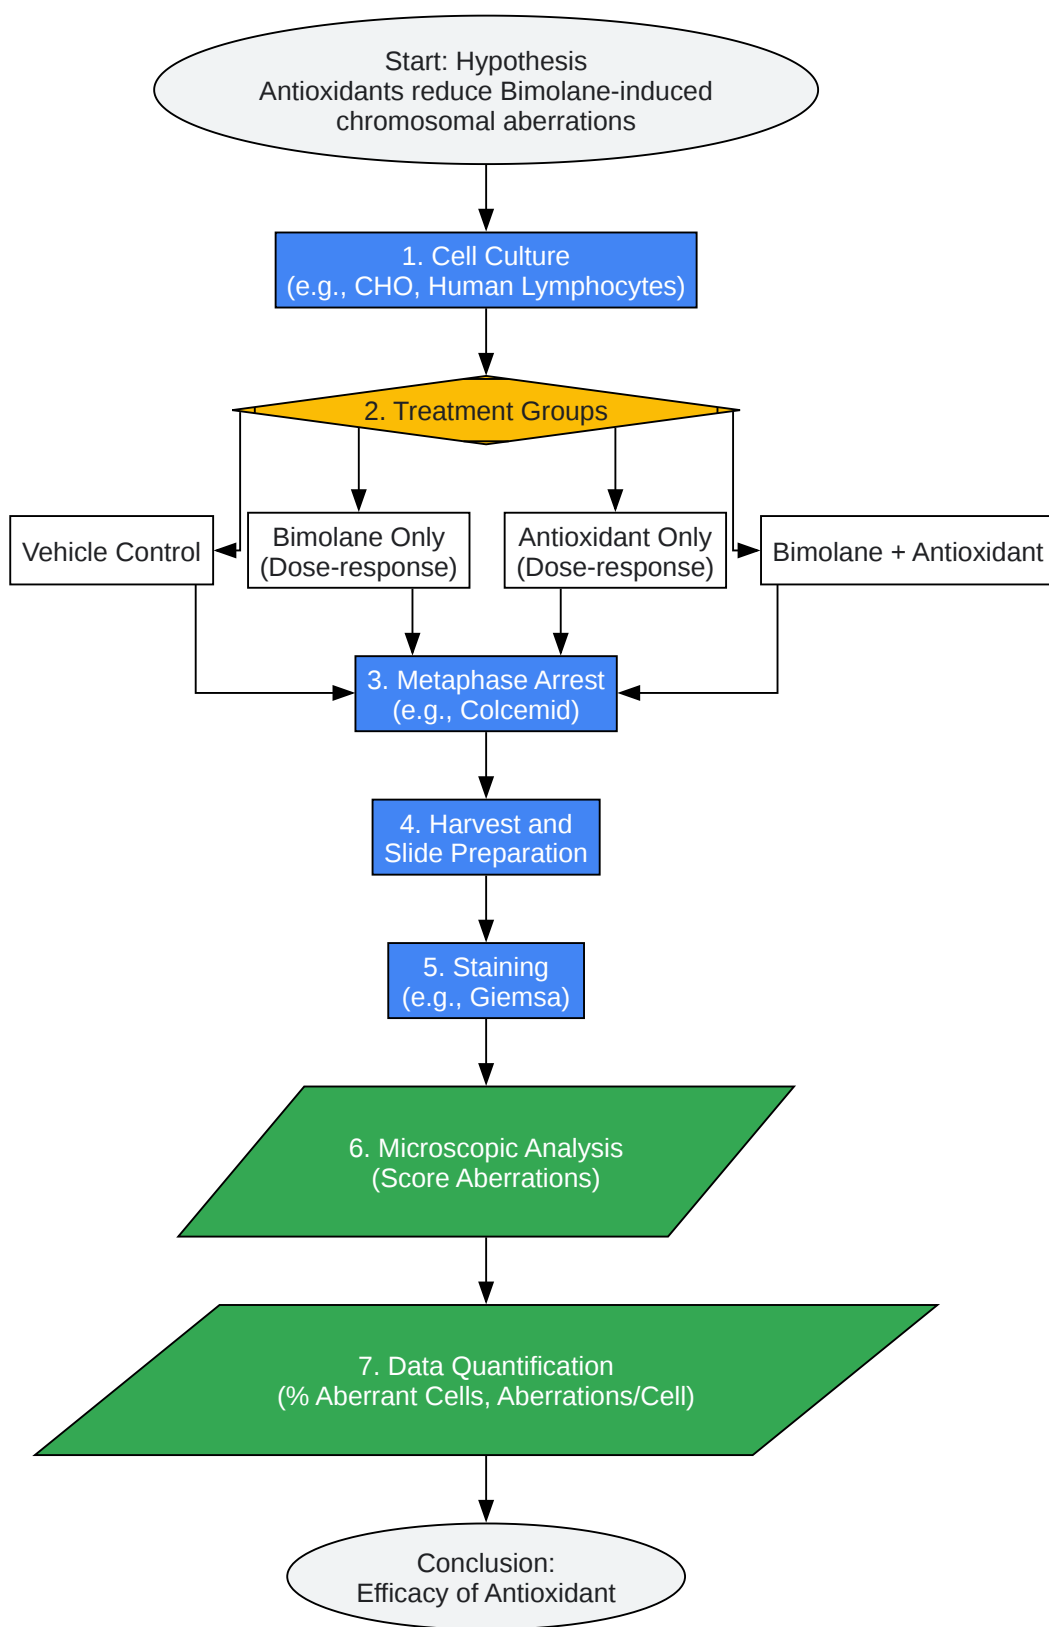 Start: Hypothesis
Antioxidants reduce Bimolane-induced
chromosomal aberrations
1. Cell Culture
(e.g., CHO, Human Lymphocytes)
2. Treatment Groups
Vehicle Control
Bimolane Only
(Dose-response)
Antioxidant Only
(Dose-response)
Bimolane + Antioxidant
3. Metaphase Arrest
(e.g., Colcemid)
4. Harvest and
Slide Preparation
5. Staining
(e.g., Giemsa)
6. Microscopic Analysis
(Score Aberrations)
7. Data Quantification
(% Aberrant Cells, Aberrations/Cell)
Conclusion:
Efficacy of Antioxidant